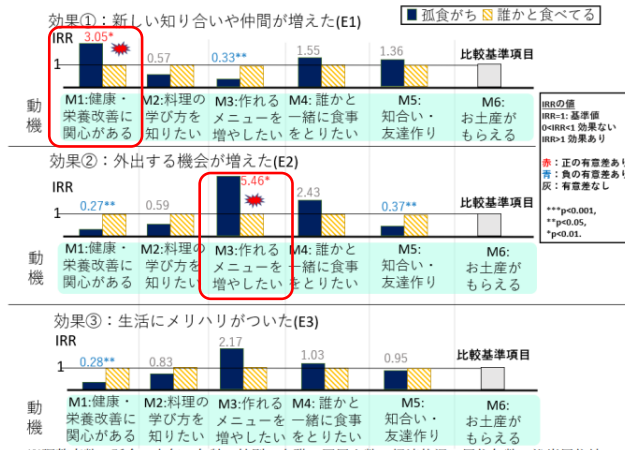 効果①：新しい知り合いや仲間が増えた(E1)
■孤食がち 誰かと食べてる
IRR
3.05* 0.57 0.33** 1.55 1.36 比較基準項目
1
動機
M1:健康・栄養改善に関心がある
M2:料理の学び方を知りたい
M3:作れるメニューを増やしたい
M4: 誰かと一緒に食事をとりたい
M5:知合い・友達作り
M6:お土産がもらえる
効果②：外出する機会が増えた(E2)
IRR
0.27** 0.59 5.46* 2.43 0.37** 比較基準項目
1
動機
M1:健康・栄養改善に関心がある
M2:料理の学び方を知りたい
M3:作れるメニューを増やしたい
M4: 誰かと一緒に食事をとりたい
M5:知合い・友達作り
M6:お土産がもらえる
効果③：生活にメリハリがついた(E3)
IRR
0.28** 0.83 2.17 1.03 0.95 比較基準項目
1
動機
M1:健康・栄養改善に関心がある
M2:料理の学び方を知りたい
M3:作れるメニューを増やしたい
M4: 誰かと一緒に食事をとりたい
M5:知合い・友達作り
M6:お土産がもらえる
IRRの値
IRR=1: 基準値
0<IRR<1 効果ない
IRR>1 効果あり
赤：正の有意差あり
青：負の有意差あり
灰：有意差なし
***p<0.001,
**p<0.05,
*p<0.01.